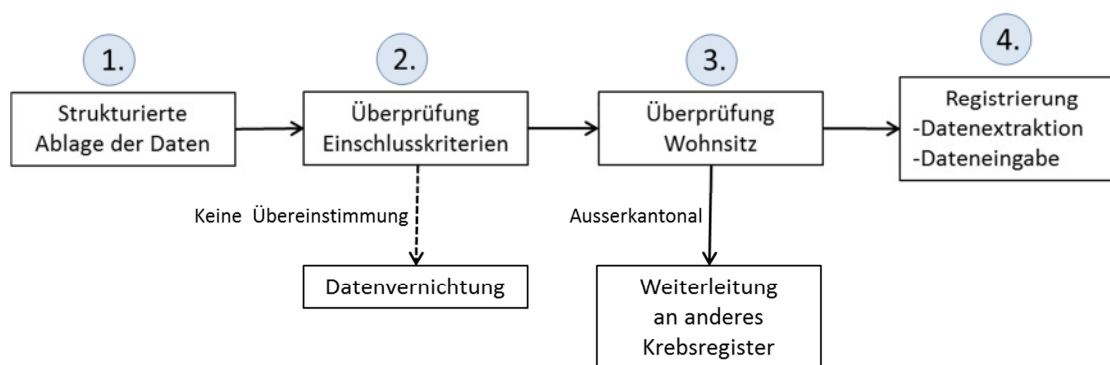 1.
Strukturierte
Ablage der Daten
2.
Überprüfung
Einschlusskriterien
3.
Überprüfung
Wohnsitz
4.
Registrierung
-Datenextraktion
-Dateneingabe
Keine Übereinstimmung
Datenvernichtung
Ausserkantonal
Weiterleitung
an anderes
Krebsregister